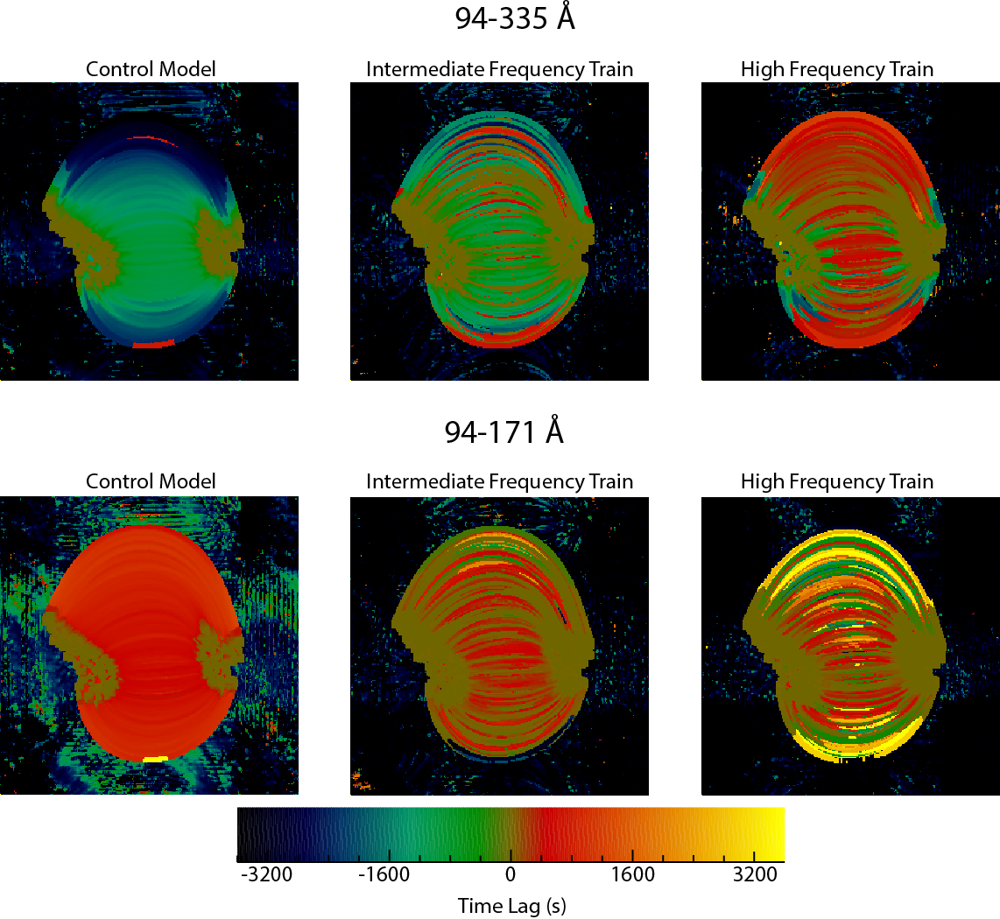 94-335 Å
Control Model
Intermediate Frequency Train
High Frequency Train
94-171 Å
Control Model
Intermediate Frequency Train
High Frequency Train
-3200 -1600 0 1600 3200
Time Lag (s)